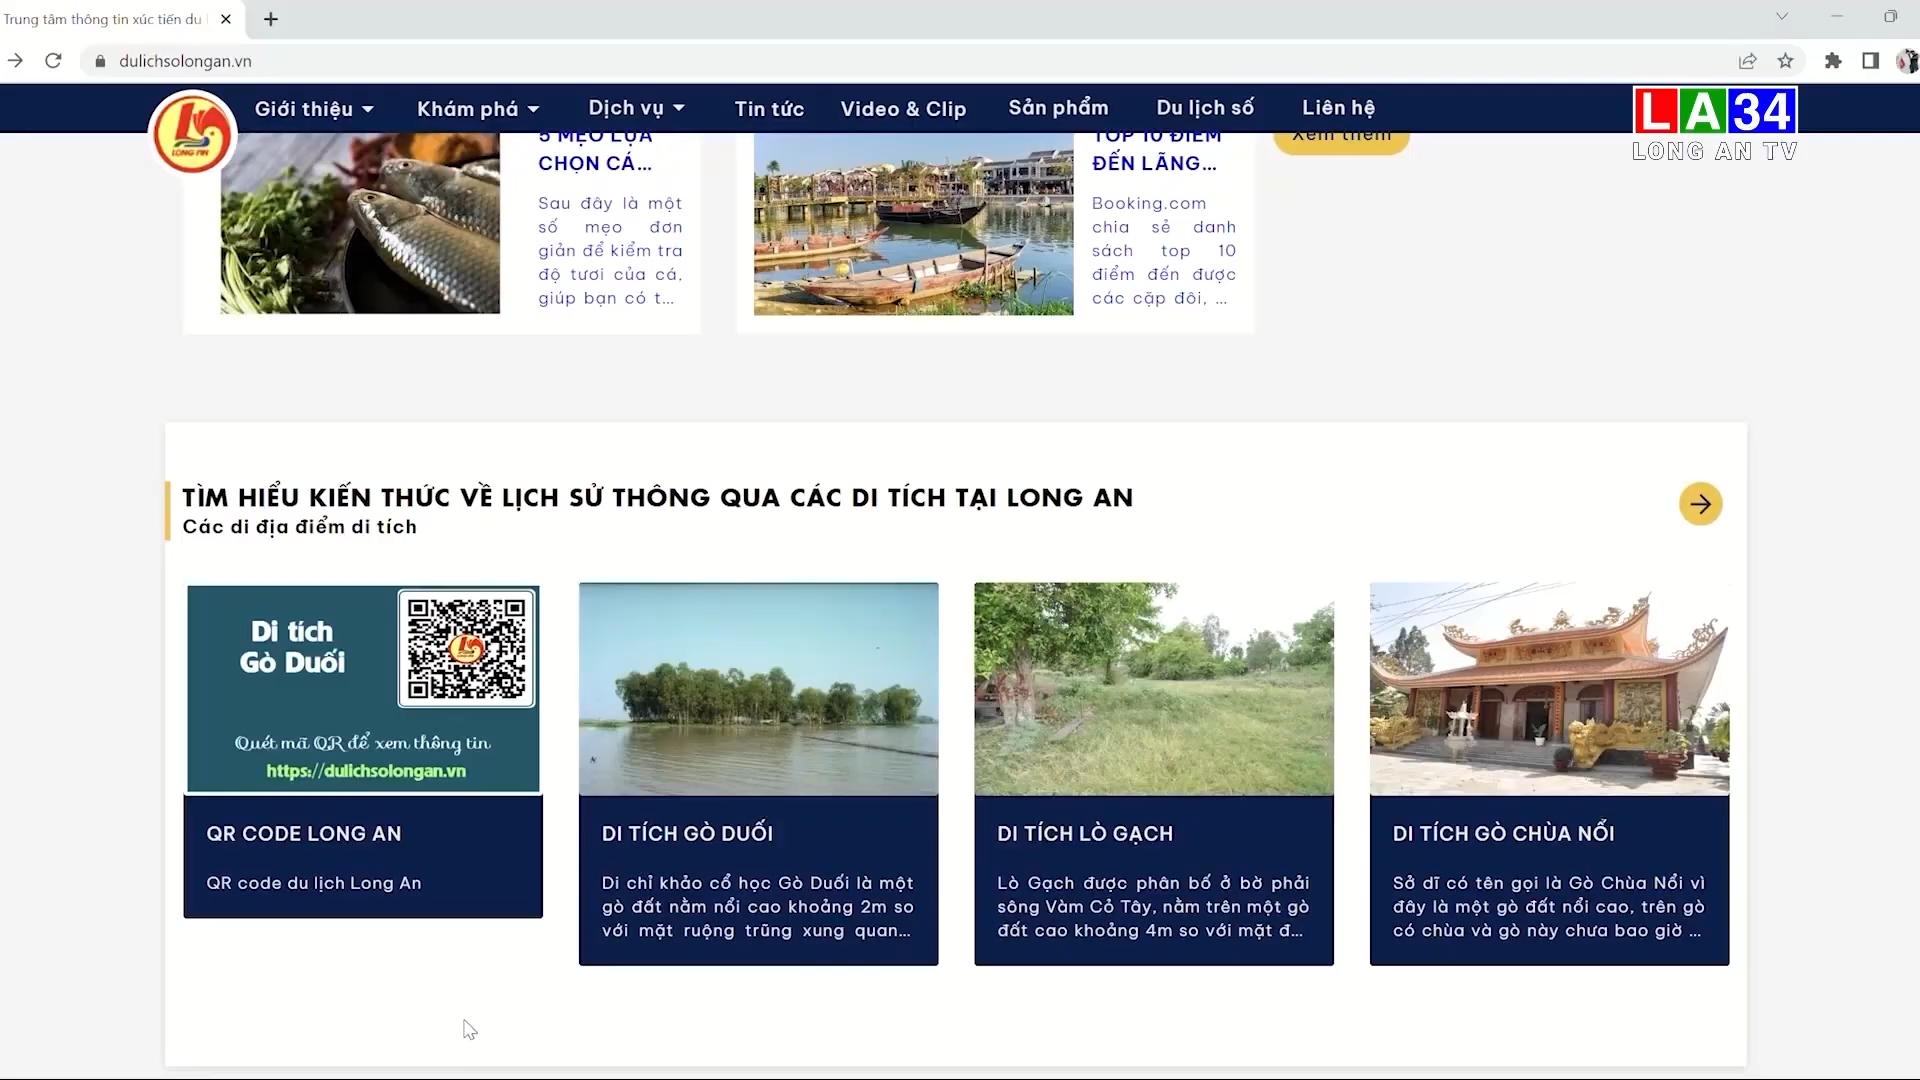 Trung tâm thông tin xúc tiến du
dulichsolongan.vn
Giới thiệu
Khám phá
Dịch vụ
Tin tức
Video & Clip
Sản phẩm
Du lịch số
Liên hệ
LONG AN
LA34
LONG AN TV
5 MẸO LỰA
CHỌN CÁ...
Sau đây là một
số mẹo đơn
giản để kiểm tra
độ tươi của cá,
giúp bạn có t...
TOP 10 ĐIỂM
ĐẾN LÃNG...
Booking.com
chia sẻ danh
sách top 10
điểm đến được
các cặp đôi, ...
Xem thêm
TÌM HIỂU KIẾN THỨC VỀ LỊCH SỬ THÔNG QUA CÁC DI TÍCH TẠI LONG AN
Các di địa điểm di tích
Di tích
Gò Duối
Quét mã QR để xem thông tin
https://dulichsolongan.vn
QR CODE LONG AN
QR code du lịch Long An
DI TÍCH GÒ DUỐI
Di chỉ khảo cổ học Gò Duối là một
gò đất nằm nổi cao khoảng 2m so
với mặt ruộng trũng xung quan...
DI TÍCH LÒ GẠCH
Lò Gạch được phân bố ở bờ phải
sông Vàm Cỏ Tây, nằm trên một gò
đất cao khoảng 4m so với mặt đ...
DI TÍCH GÒ CHÙA NỔI
Sở dĩ có tên gọi là Gò Chùa Nổi vì
đây là một gò đất nổi cao, trên gò
có chùa và gò này chưa bao giờ ...